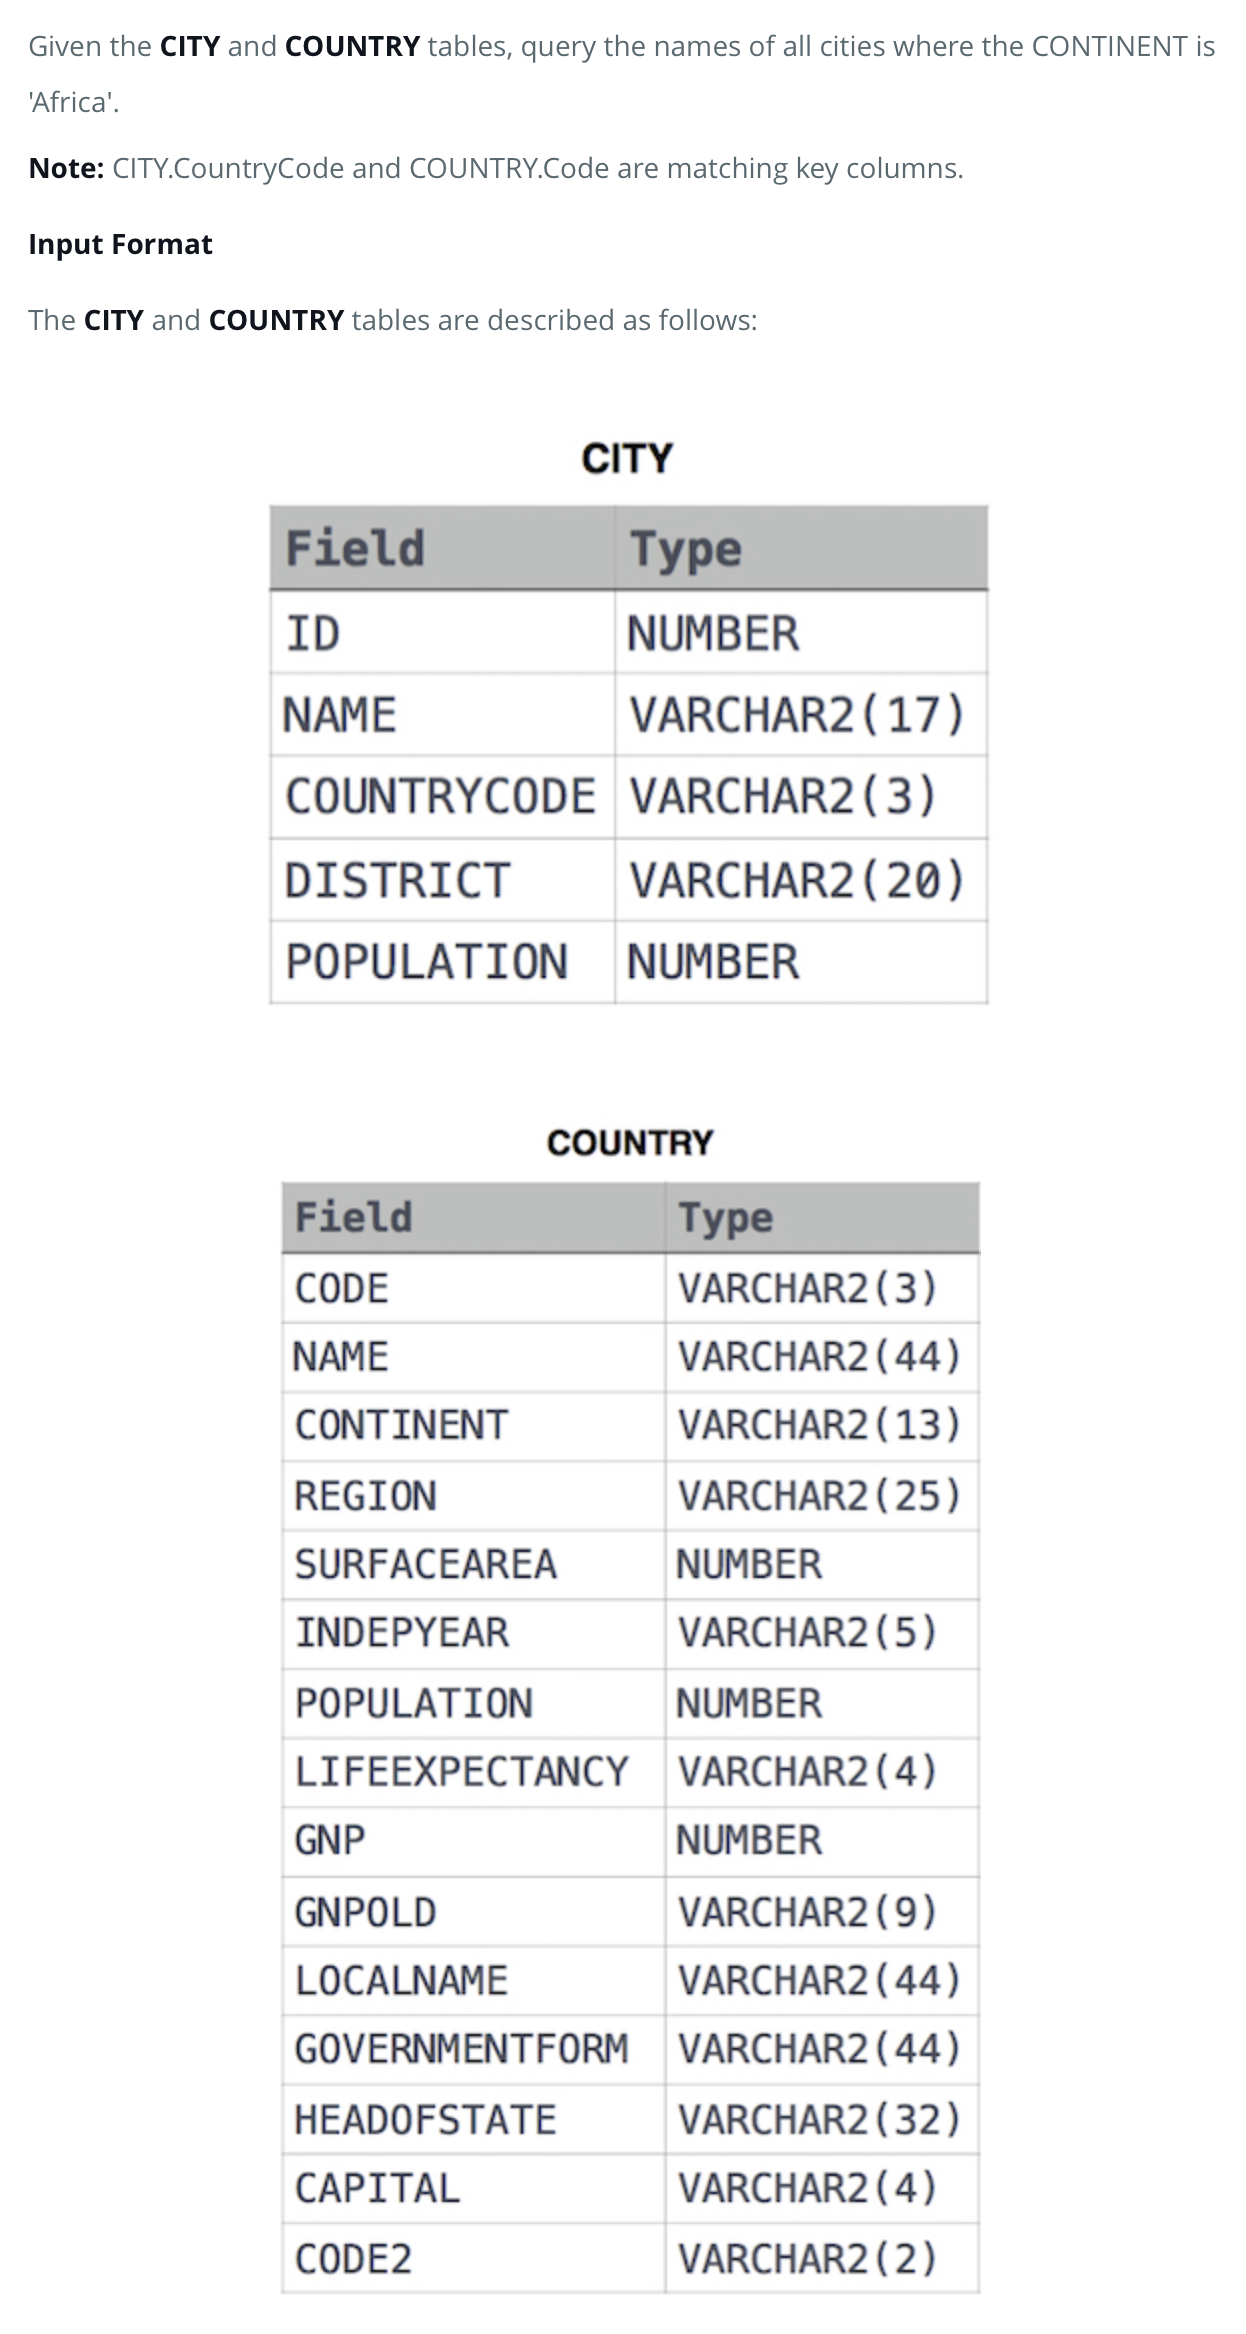 Given the CITY and COUNTRY tables, query the names of all cities where the CONTINENT is
'Africa'.
Note: CITY.CountryCode and COUNTRY.Code are matching key columns.
Input Format
The CITY and COUNTRY tables are described as follows:
CITY
Field Type
ID NUMBER
NAME VARCHAR2(17)
COUNTRYCODE VARCHAR2(3)
DISTRICT VARCHAR2(20)
POPULATION NUMBER
COUNTRY
Field Type
CODE VARCHAR2(3)
NAME VARCHAR2(44)
CONTINENT VARCHAR2(13)
REGION VARCHAR2(25)
SURFACEAREA NUMBER
INDEPYEAR VARCHAR2(5)
POPULATION NUMBER
LIFEEXPECTANCY VARCHAR2(4)
GNP NUMBER
GNPOLD VARCHAR2(9)
LOCALNAME VARCHAR2(44)
GOVERNMENTFORM VARCHAR2(44)
HEADOFSTATE VARCHAR2(32)
CAPITAL VARCHAR2(4)
CODE2 VARCHAR2(2)